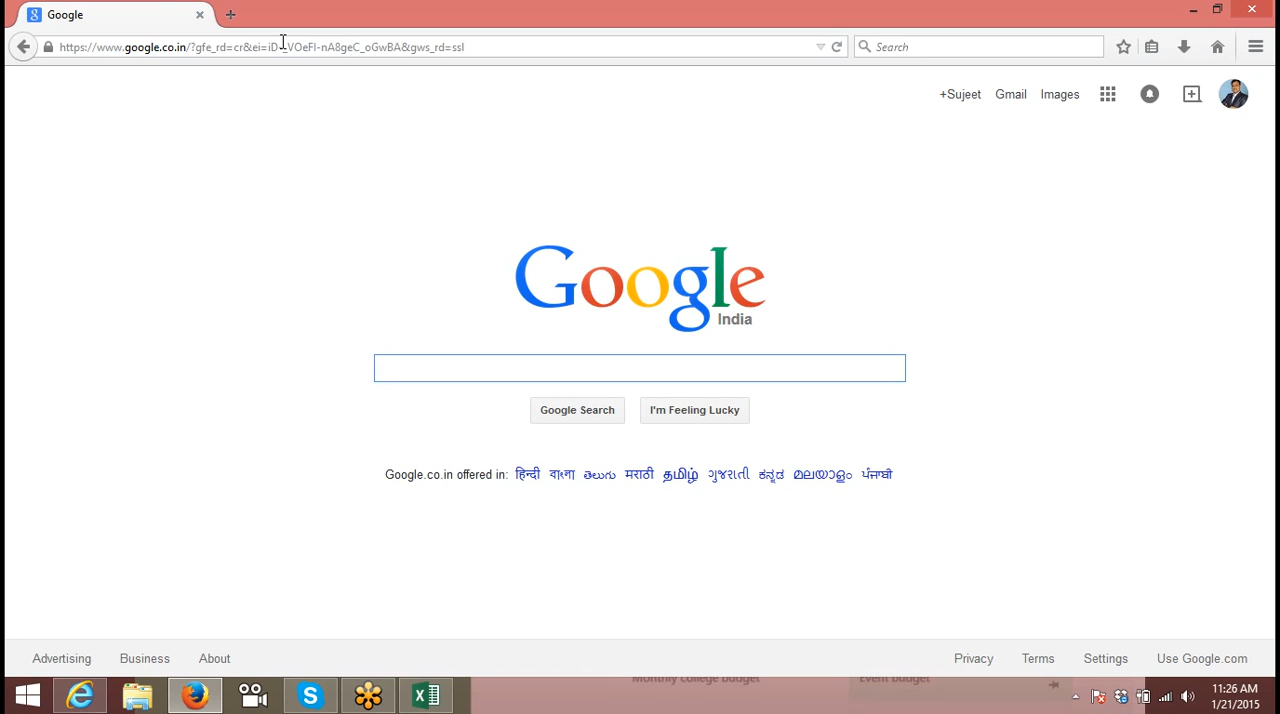 Google
https://www.google.co.in/?gfe_rd=cr&ei=iD-_VOeFI-nA8geC_oGwBA&gws_rd=ssl
Search
+Sujeet Gmail Images
Google
India
Google Search I'm Feeling Lucky
Google.co.in offered in: हिन्दी বাংলা తెలుగు मराठी தமிழ் ગુજરાતી ಕನ್ನಡ മലയാളം ਪੰਜਾਬੀ
Advertising Business About Privacy Terms Settings Use Google.com
Monthly college budget Event budget
11:26 AM
1/21/2015